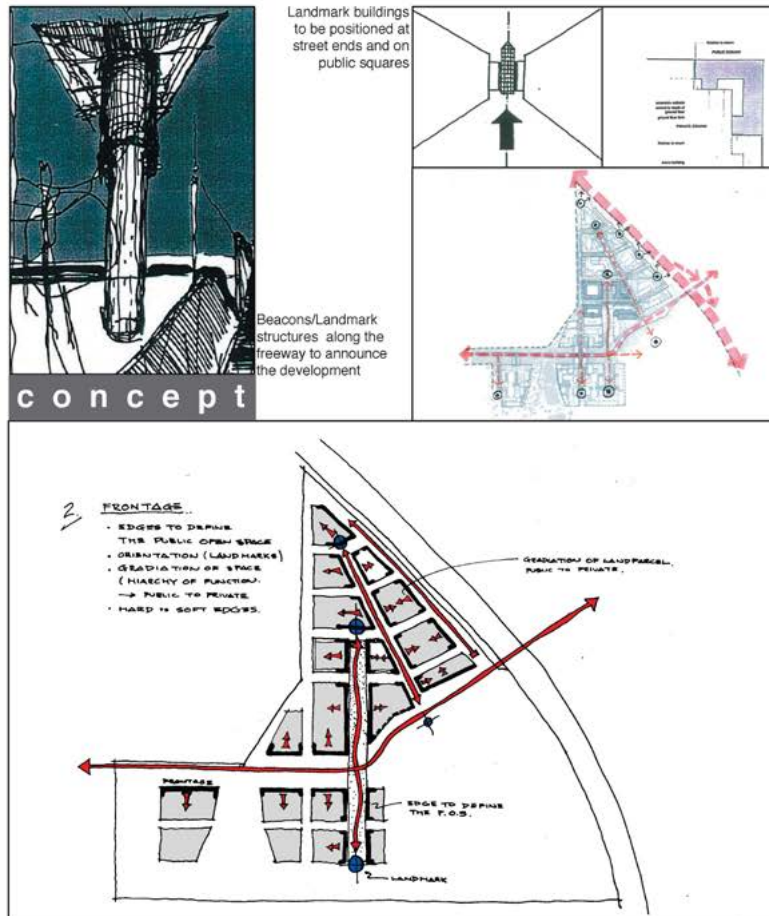 Landmark buildings
to be positioned at
street ends and on
public squares
PUBLIC SQUARE
Beacons/Landmark
structures along the
freeway to announce
the development
concept
2. FRONTAGE
• EDGES TO DEFINE
THE PUBLIC OPEN SPACE
• ORIENTATION (LANDMARKS)
• GRADIATION OF SPACE
(HIARCHY OF FUNCTION.
→ PUBLIC TO PRIVATE
• HARD TO SOFT EDGES.
GRADIATION OF LANDPARCEL,
PUBLIC TO PRIVATE.
FRONTAGE
EDGE TO DEFINE
THE P.O.S.
LANDMARK